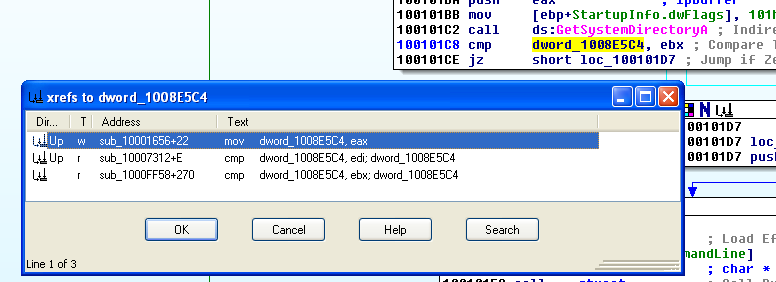 100101BA push eax ; lpBuffer
100101BB mov [ebp+StartupInfo.dwFlags], 101h
100101C2 call ds:GetSystemDirectoryA ; Indire
100101C8 cmp dword_1008E5C4, ebx ; Compare T
100101CE jz short loc_100101D7 ; Jump if Ze
xrefs to dword_1008E5C4
Dir... T Address Text
Up w sub_10001656+22 mov dword_1008E5C4, eax
Up r sub_10007312+E cmp dword_1008E5C4, edi; dword_1008E5C4
r sub_1000FF58+270 cmp dword_1008E5C4, ebx; dword_1008E5C4
OK Cancel Help Search
Line 1 of 3
N
00101D7
00101D7 loc
00101D7 pus
; Load Ef
mandLine]
; char *